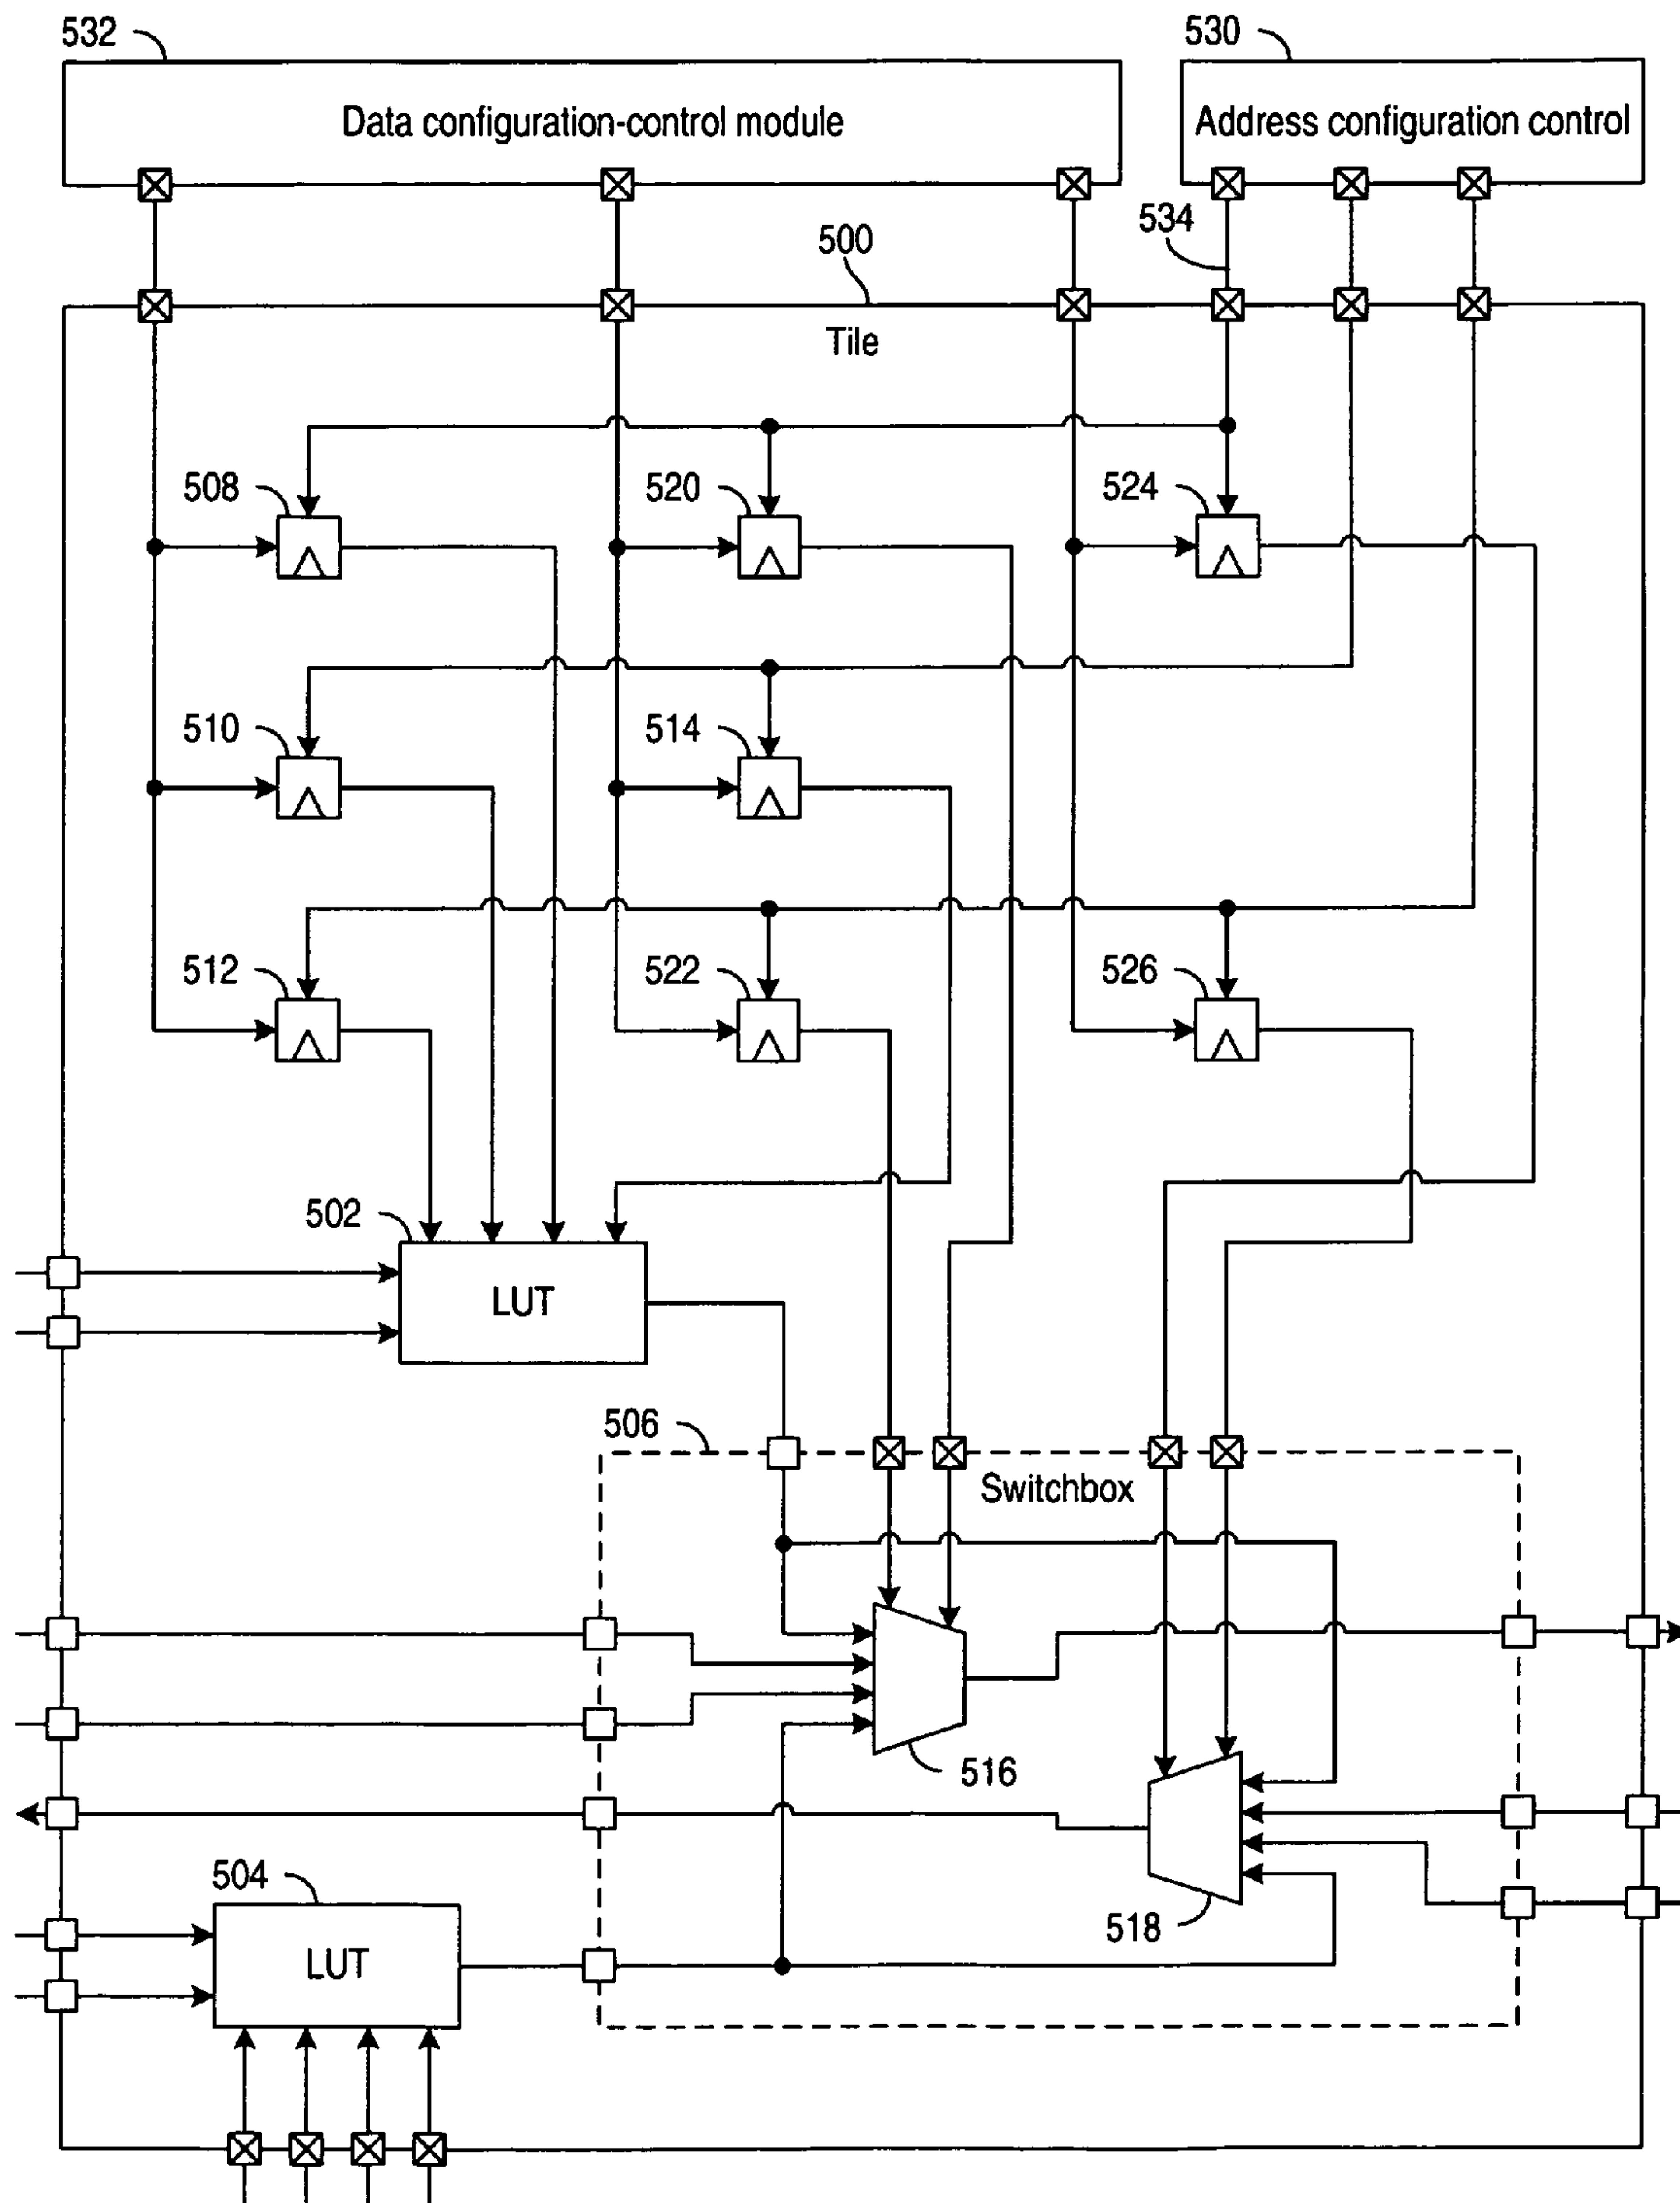 532
530
Data configuration-control module
Address configuration control
534
500
Tile
508
520
524
510
514
512
522
526
502
LUT
506
Switchbox
516
504
LUT
518